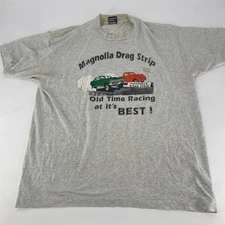 Magnolia Drag Strip
Old Time Racing
at it's
BEST !